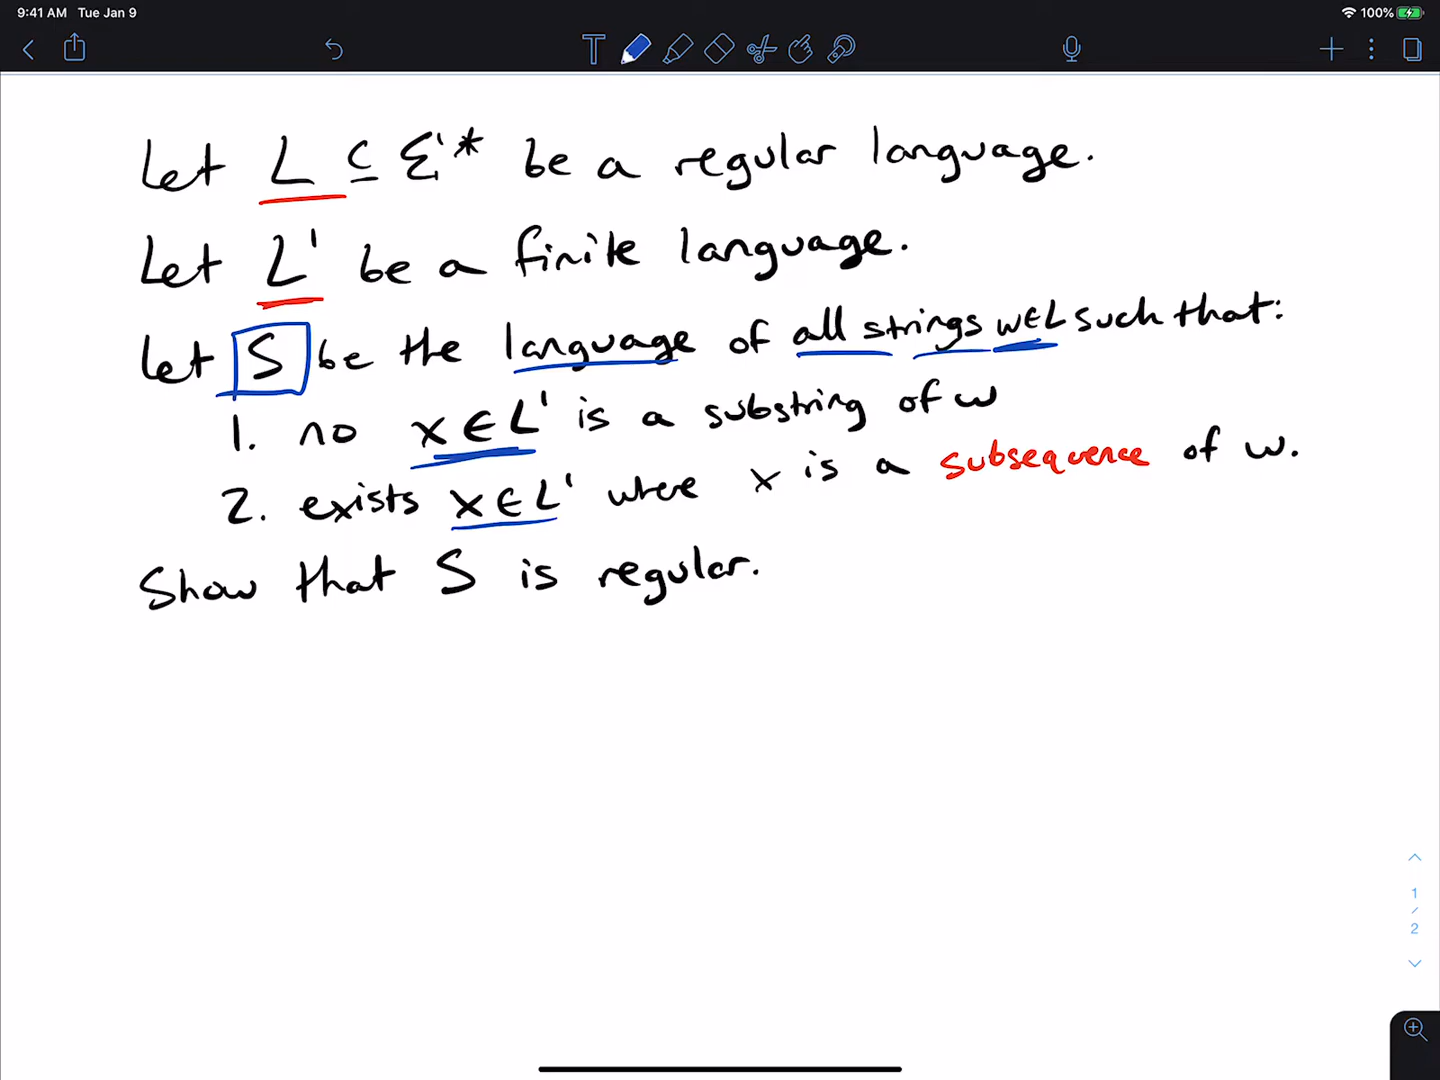 9:41 AM Tue Jan 9
100%
Let L ⊆ Σ* be a regular language.
Let L' be a finite language.
Let S be the language of all strings w∈L such that:
1. no x∈L' is a substring of w
2. exists x∈L' where x is a subsequence of w.
Show that S is regular.
1
/
2